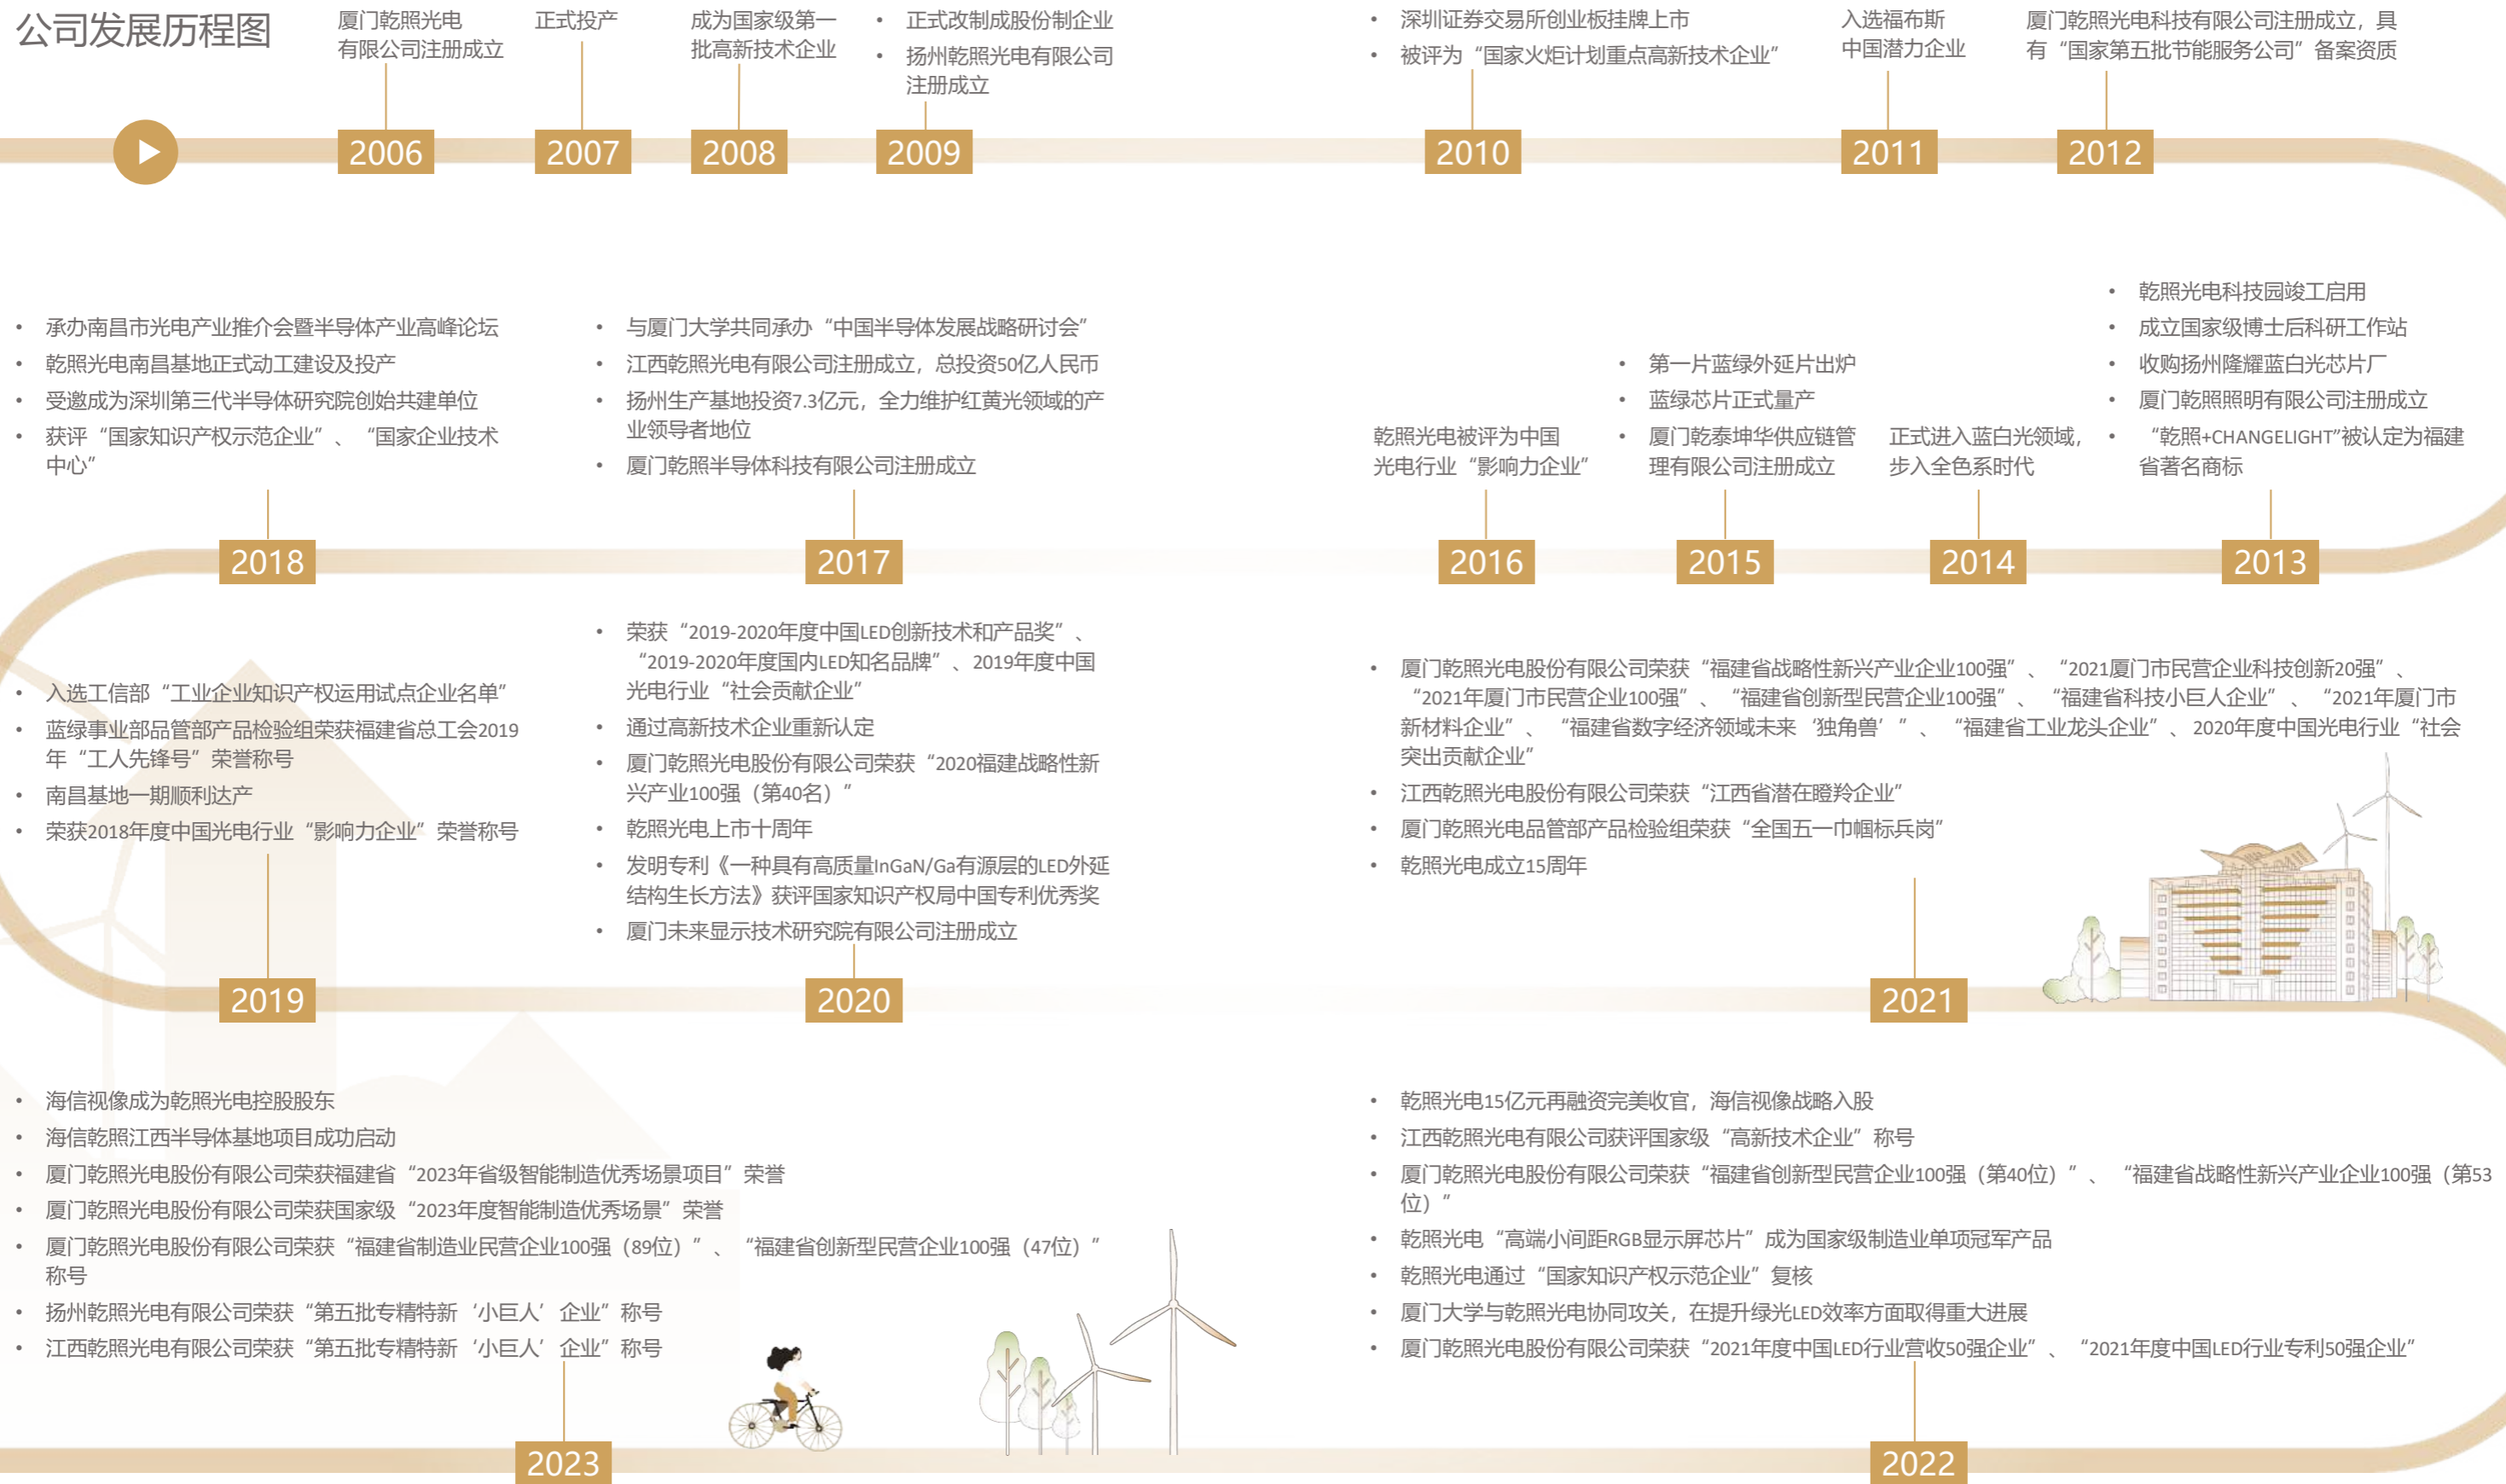 公司发展历程图
厦门乾照光电
有限公司注册成立
2006
正式投产
2007
成为国家级第一
批高新技术企业
2008
• 正式改制成股份制企业
• 扬州乾照光电有限公司
注册成立
2009
• 深圳证券交易所创业板挂牌上市
• 被评为“国家火炬计划重点高新技术企业”
2010
入选福布斯
中国潜力企业
2011
厦门乾照光电科技有限公司注册成立，具
有“国家第五批节能服务公司”备案资质
2012
• 乾照光电科技园竣工启用
• 成立国家级博士后科研工作站
• 收购扬州隆耀蓝白光芯片厂
• 厦门乾照照明有限公司注册成立
• “乾照+CHANGELIGHT”被认定为福建
省著名商标
2013
正式进入蓝白光领域，
步入全色系时代
2014
• 第一片蓝绿外延片出炉
• 蓝绿芯片正式量产
• 厦门乾泰坤华供应链管
理有限公司注册成立
2015
乾照光电被评为中国
光电行业“影响力企业”
2016
• 与厦门大学共同承办“中国半导体发展战略研讨会”
• 江西乾照光电有限公司注册成立，总投资50亿人民币
• 扬州生产基地投资7.3亿元，全力维护红黄光领域的产
业领导者地位
• 厦门乾照半导体科技有限公司注册成立
2017
• 承办南昌市光电产业推介会暨半导体产业高峰论坛
• 乾照光电南昌基地正式动工建设及投产
• 受邀成为深圳第三代半导体研究院创始共建单位
• 获评“国家知识产权示范企业”、“国家企业技术
中心”
2018
• 入选工信部“工业企业知识产权运用试点企业名单”
• 蓝绿事业部品管部产品检验组荣获福建省总工会2019
年“工人先锋号”荣誉称号
• 南昌基地一期顺利达产
• 荣获2018年度中国光电行业“影响力企业”荣誉称号
2019
• 荣获“2019-2020年度中国LED创新技术和产品奖”、
“2019-2020年度国内LED知名品牌”、2019年度中国
光电行业“社会贡献企业”
• 通过高新技术企业重新认定
• 厦门乾照光电股份有限公司荣获“2020福建战略性新
兴产业100强（第40名）”
• 乾照光电上市十周年
• 发明专利《一种具有高质量InGaN/Ga有源层的LED外延
结构生长方法》获评国家知识产权局中国专利优秀奖
• 厦门未来显示技术研究院有限公司注册成立
2020
• 厦门乾照光电股份有限公司荣获“福建省战略性新兴产业企业100强”、“2021厦门市民营企业科技创新20强”、
“2021年厦门市民营企业100强”、“福建省创新型民营企业100强”、“福建省科技小巨人企业”、“2021年厦门市
新材料企业”、“福建省数字经济领域未来‘独角兽’”、“福建省工业龙头企业”、2020年度中国光电行业“社会
突出贡献企业”
• 江西乾照光电股份有限公司荣获“江西省潜在瞪羚企业”
• 厦门乾照光电品管部产品检验组荣获“全国五一巾帼标兵岗”
• 乾照光电成立15周年
2021
• 乾照光电15亿元再融资完美收官，海信视像战略入股
• 江西乾照光电有限公司获评国家级“高新技术企业”称号
• 厦门乾照光电股份有限公司荣获“福建省创新型民营企业100强（第40位）”、“福建省战略性新兴产业企业100强（第53
位）”
• 乾照光电“高端小间距RGB显示屏芯片”成为国家级制造业单项冠军产品
• 乾照光电通过“国家知识产权示范企业”复核
• 厦门大学与乾照光电协同攻关，在提升绿光LED效率方面取得重大进展
• 厦门乾照光电股份有限公司荣获“2021年度中国LED行业营收50强企业”、“2021年度中国LED行业专利50强企业”
2022
• 海信视像成为乾照光电控股股东
• 海信乾照江西半导体基地项目成功启动
• 厦门乾照光电股份有限公司荣获福建省“2023年省级智能制造优秀场景项目”荣誉
• 厦门乾照光电股份有限公司荣获国家级“2023年度智能制造优秀场景”荣誉
• 厦门乾照光电股份有限公司荣获“福建省制造业民营企业100强（89位）”、“福建省创新型民营企业100强（47位）”
称号
• 扬州乾照光电有限公司荣获“第五批专精特新‘小巨人’企业”称号
• 江西乾照光电有限公司荣获“第五批专精特新‘小巨人’企业”称号
2023